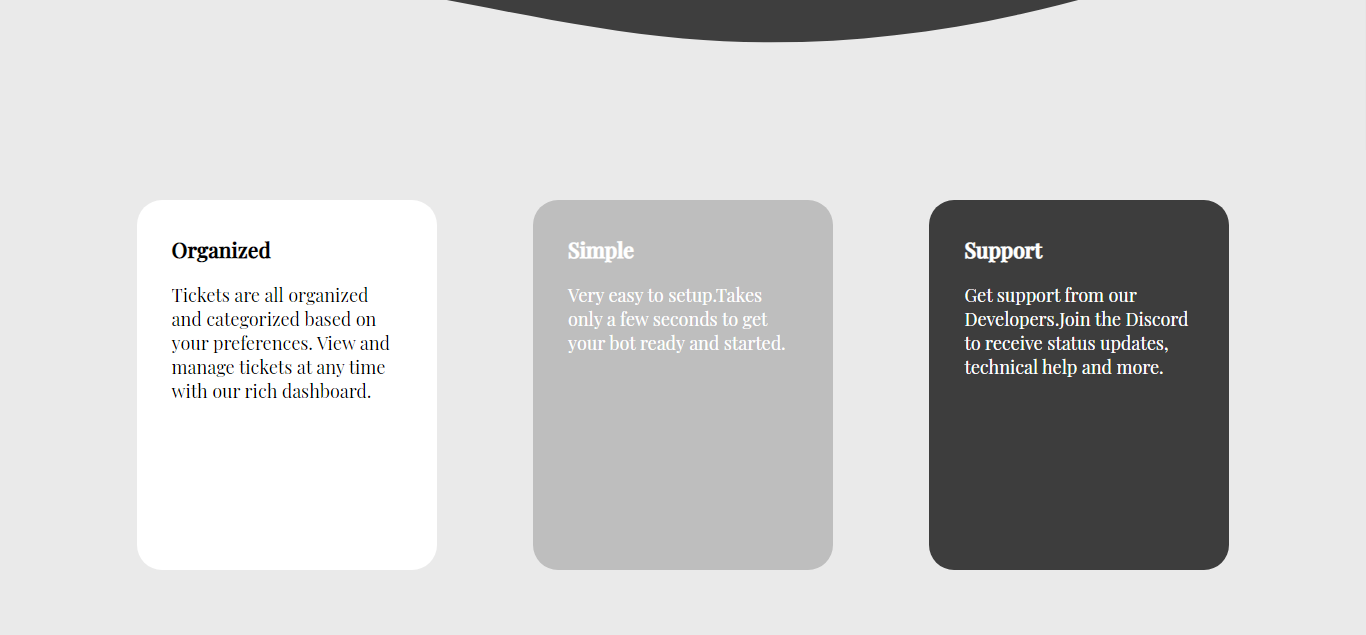 Organized
Tickets are all organized
and categorized based on
your preferences. View and
manage tickets at any time
with our rich dashboard.
Simple
Very easy to setup.Takes
only a few seconds to get
your bot ready and started.
Support
Get support from our
Developers.Join the Discord
to receive status updates,
technical help and more.